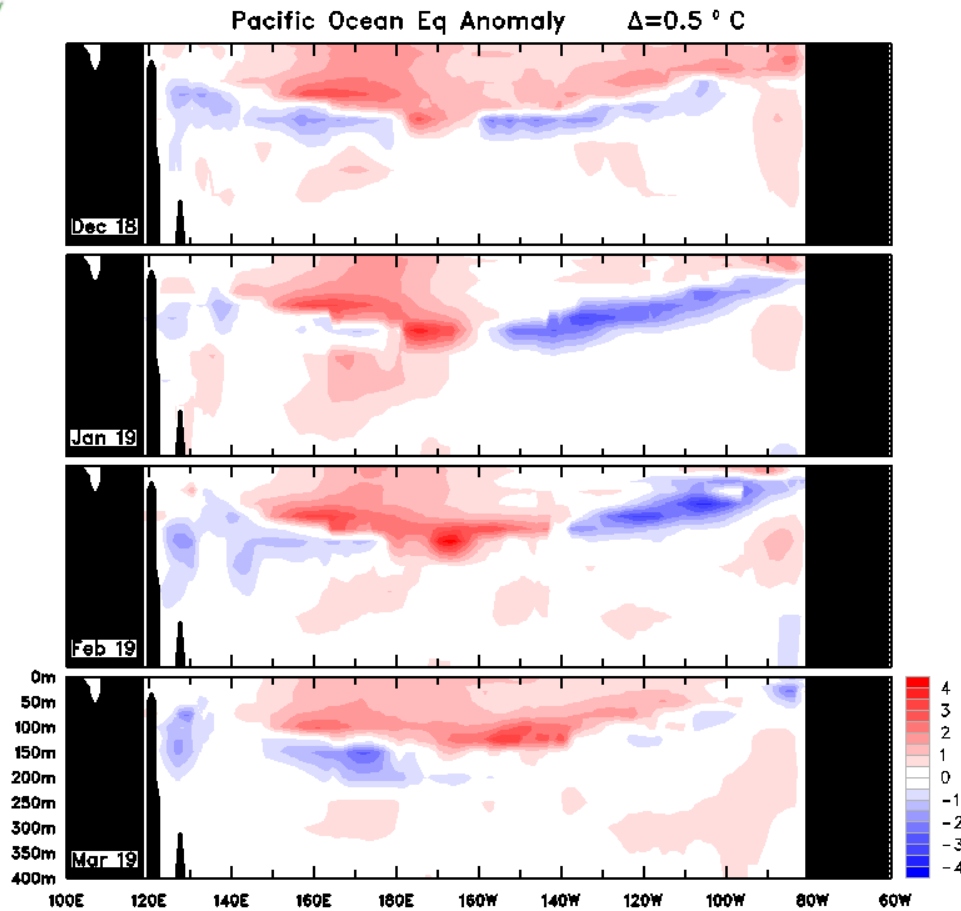 Pacific Ocean Eq Anomaly Δ=0.5 ° C
Dec 18
Jan 19
Feb 19
0m
50m
100m
150m
200m
250m
300m
350m
400m
Mar 19
4
3
2
1
0
-1
-2
-3
-4
100E 120E 140E 160E 180E 160W 140W 120W 100W 80W 60W